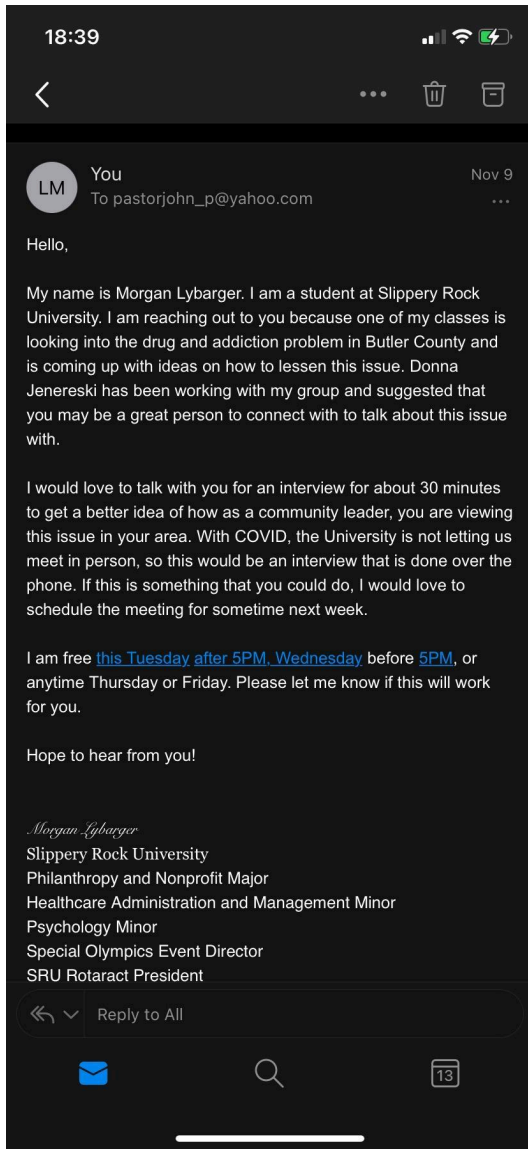 18:39
LM
You
Nov 9
To pastorjohn_p@yahoo.com
Hello,
My name is Morgan Lybarger. I am a student at Slippery Rock
University. I am reaching out to you because one of my classes is
looking into the drug and addiction problem in Butler County and
is coming up with ideas on how to lessen this issue. Donna
Jenereski has been working with my group and suggested that
you may be a great person to connect with to talk about this issue
with.
I would love to talk with you for an interview for about 30 minutes
to get a better idea of how as a community leader, you are viewing
this issue in your area. With COVID, the University is not letting us
meet in person, so this would be an interview that is done over the
phone. If this is something that you could do, I would love to
schedule the meeting for sometime next week.
I am free this Tuesday after 5PM, Wednesday before 5PM, or
anytime Thursday or Friday. Please let me know if this will work
for you.
Hope to hear from you!
Morgan Lybarger
Slippery Rock University
Philanthropy and Nonprofit Major
Healthcare Administration and Management Minor
Psychology Minor
Special Olympics Event Director
SRU Rotaract President
Reply to All
13